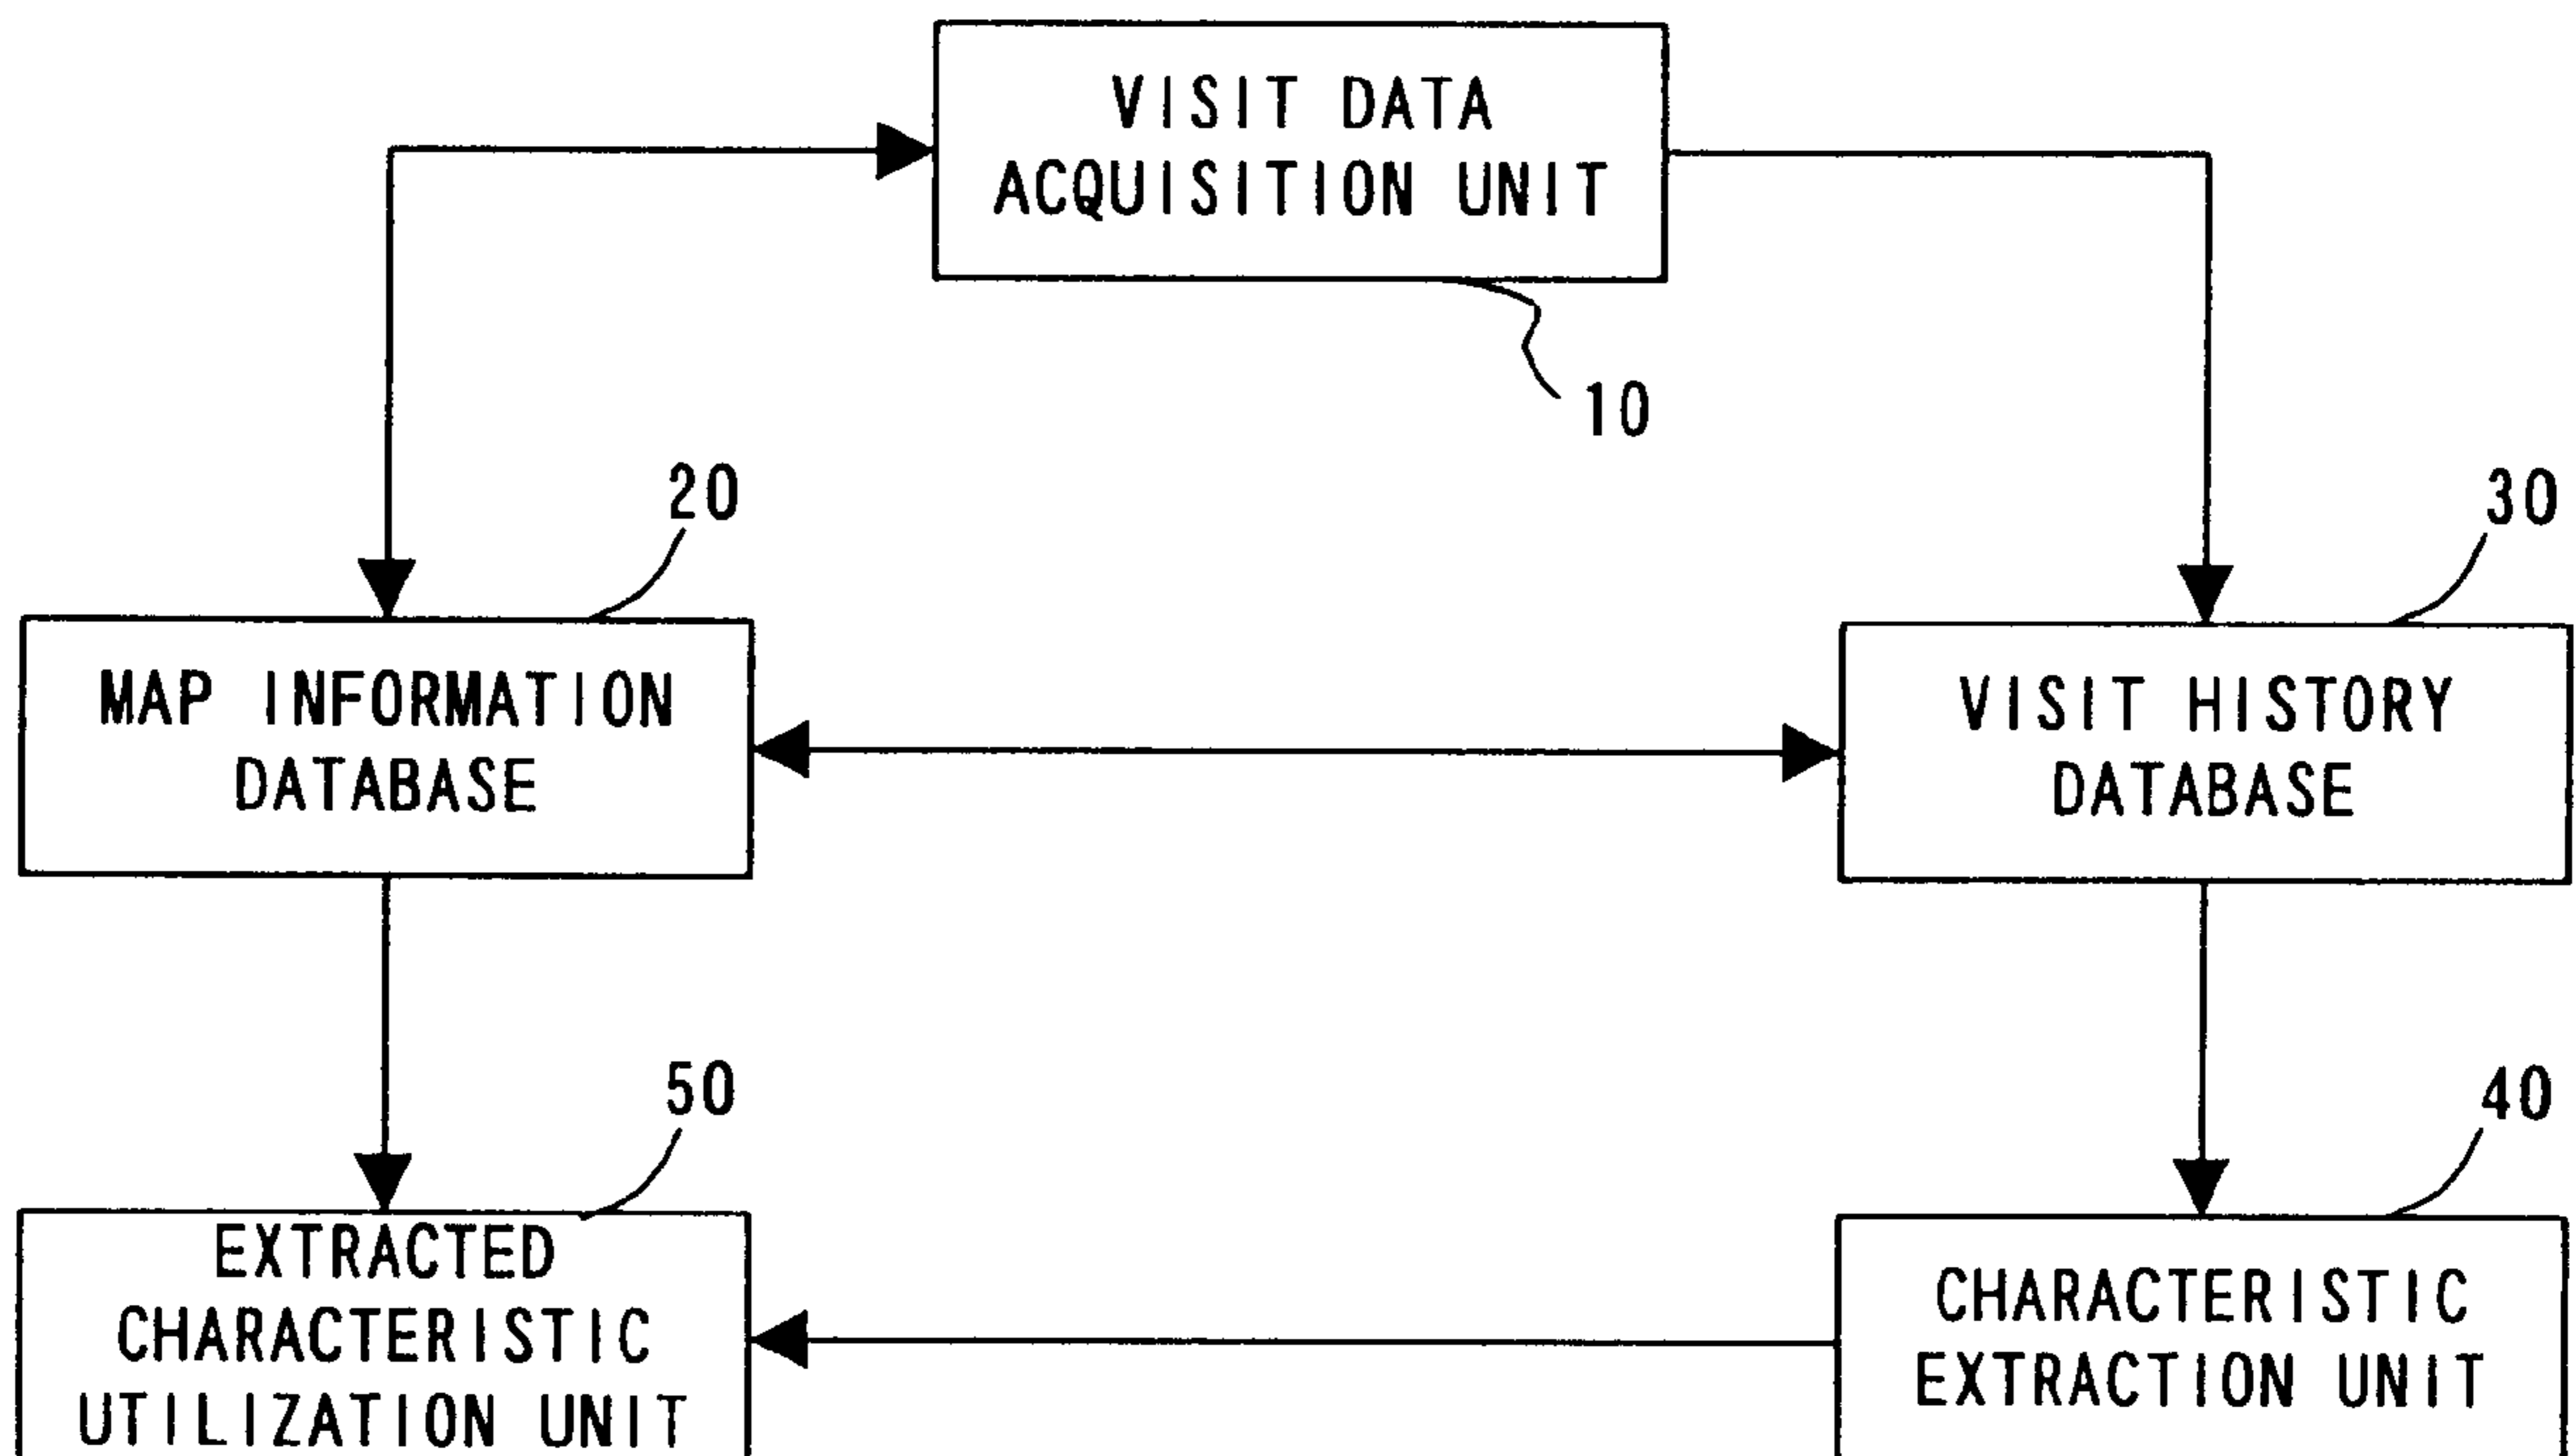 VISIT DATA
ACQUISITION UNIT
10
20
30
MAP INFORMATION
DATABASE
VISIT HISTORY
DATABASE
50
40
EXTRACTED
CHARACTERISTIC
UTILIZATION UNIT
CHARACTERISTIC
EXTRACTION UNIT